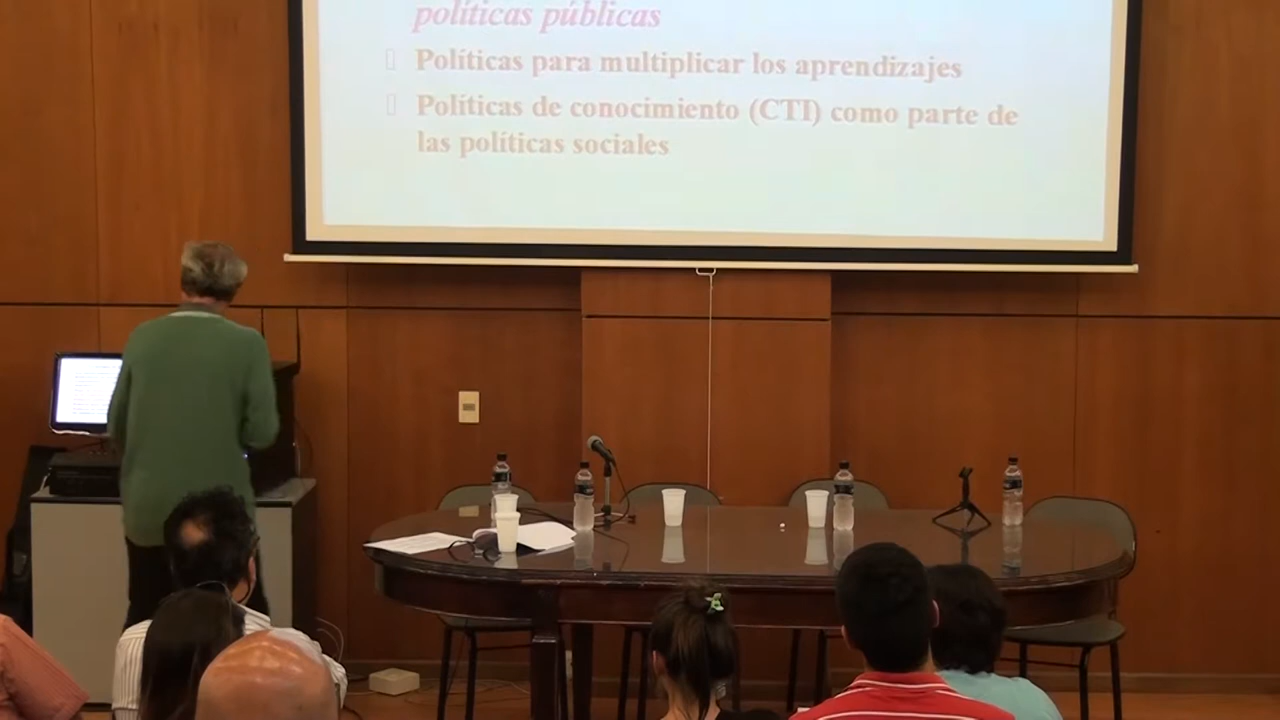 políticas públicas
Políticas para multiplicar los aprendizajes
Políticas de conocimiento (CTI) como parte de
las políticas sociales